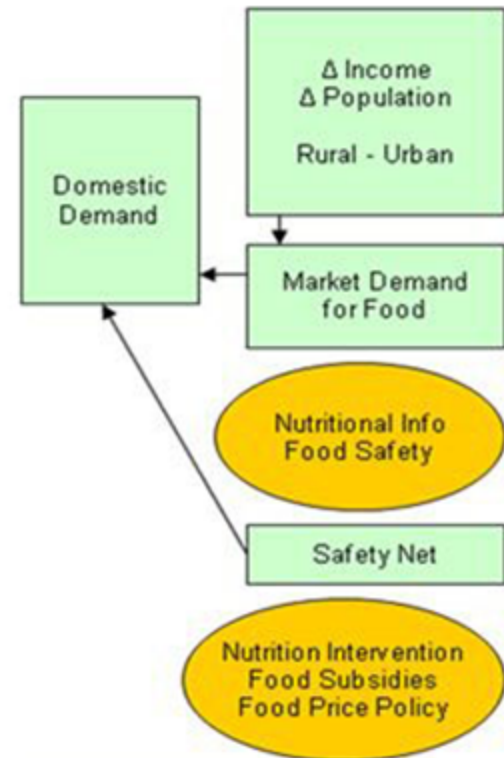 Δ Income
Δ Population
Rural - Urban
Domestic
Demand
Market Demand
for Food
Nutritional Info
Food Safety
Safety Net
Nutrition Intervention
Food Subsidies
Food Price Policy